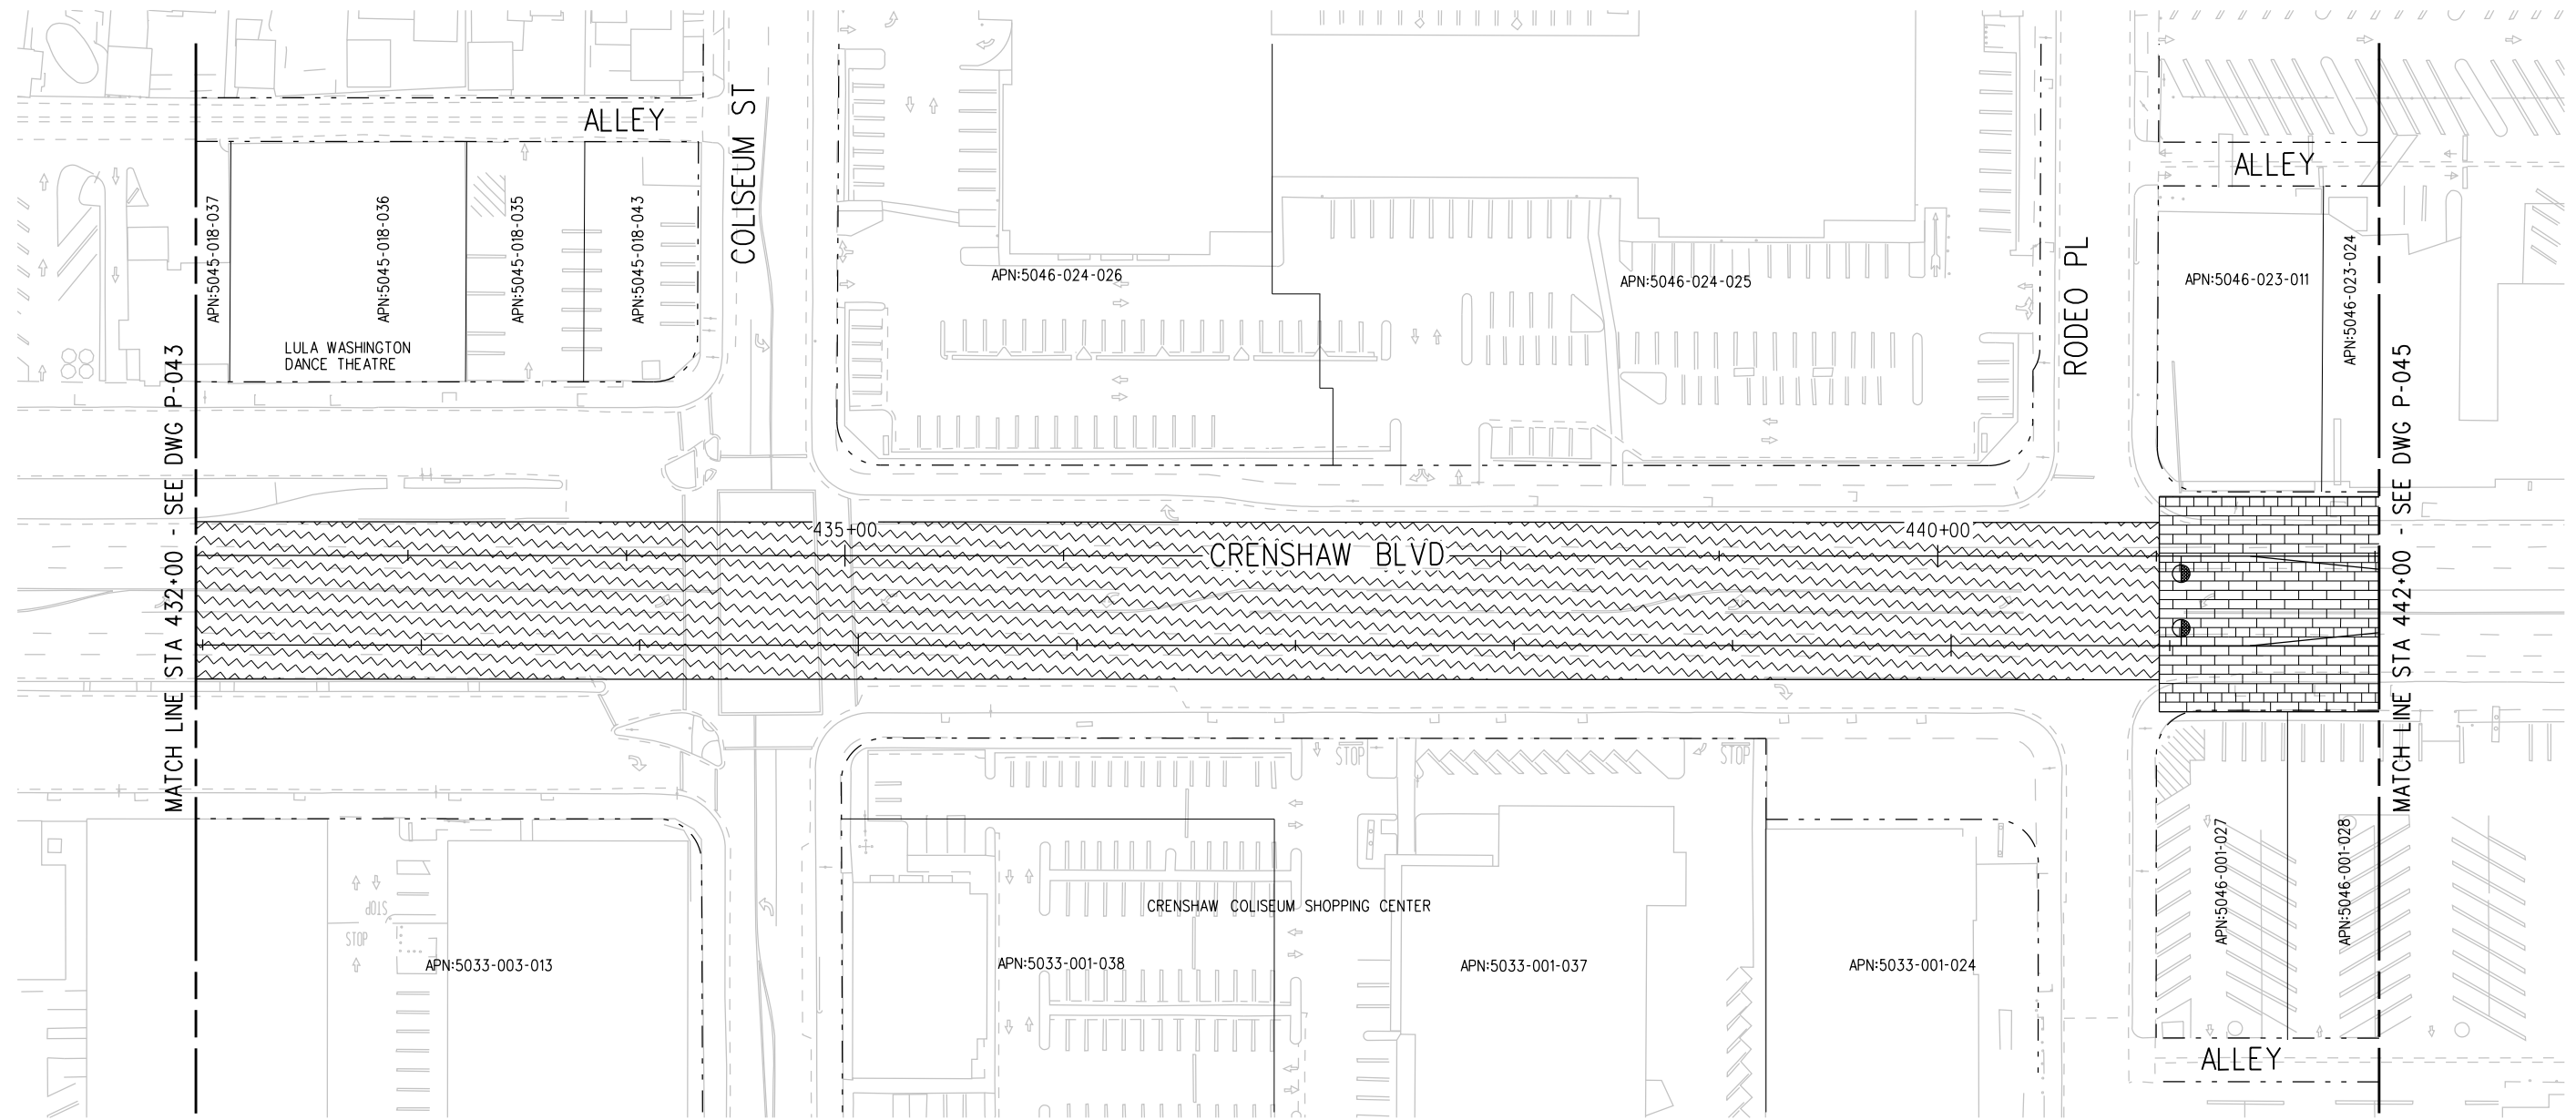 ALLEY
COLISEUM ST
APN:5045-018-037
APN:5045-018-036
APN:5045-018-035
APN:5045-018-043
LULA WASHINGTON
DANCE THEATRE
APN:5046-024-026
APN:5046-024-025
RODEO PL
ALLEY
APN:5046-023-011
APN:5046-023-024
MATCH LINE STA 432+00 - SEE DWG P-043
MATCH LINE STA 442+00 - SEE DWG P-045
435+00
440+00
CRENSHAW BLVD
STOP
STOP
STOP
STOP
CRENSHAW COLISEUM SHOPPING CENTER
APN:5033-003-013
APN:5033-001-038
APN:5033-001-037
APN:5033-001-024
APN:5046-001-027
APN:5046-001-028
ALLEY